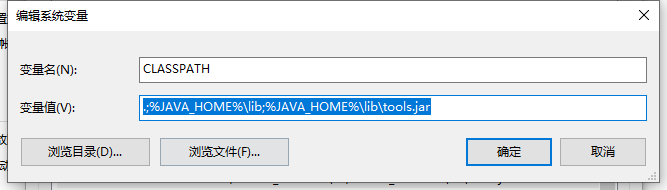 编辑系统变量
变量名(N):
CLASSPATH
变量值(V):
.;%JAVA_HOME%\lib;%JAVA_HOME%\lib\tools.jar
浏览目录(D)...
浏览文件(F)...
确定
取消